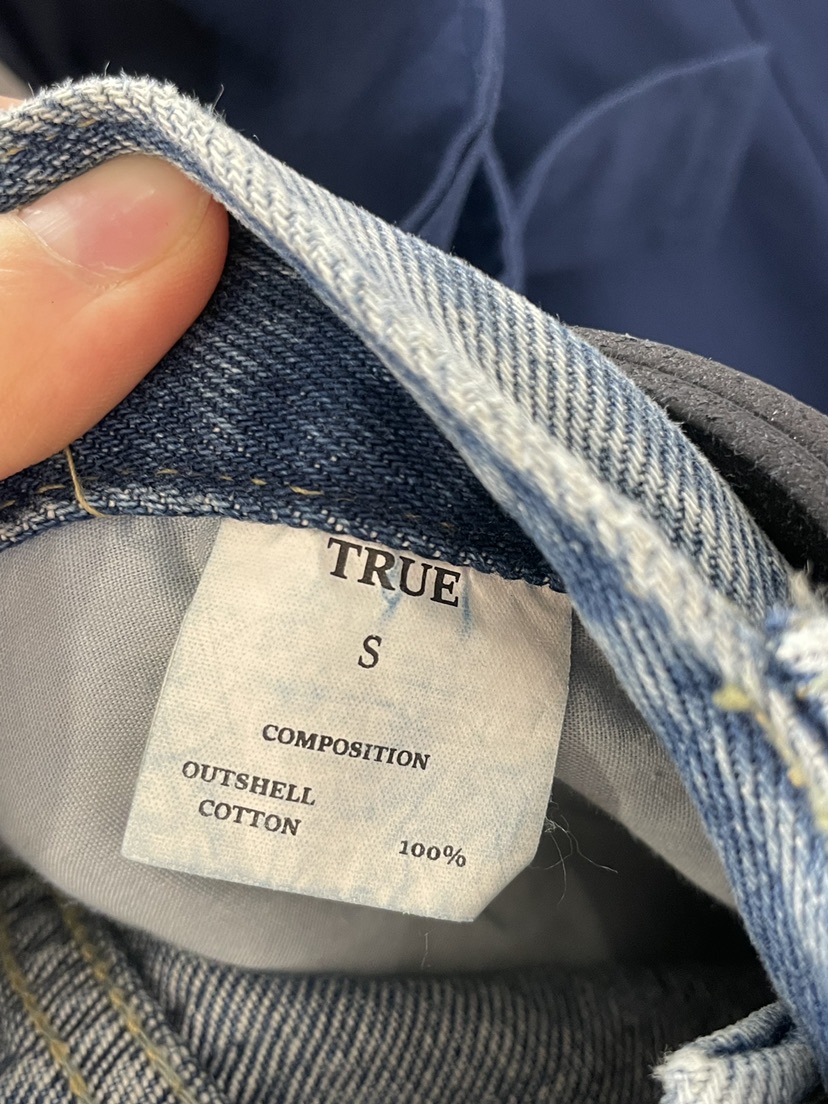 TRUE
S
COMPOSITION
OUTSHELL
COTTON
100%